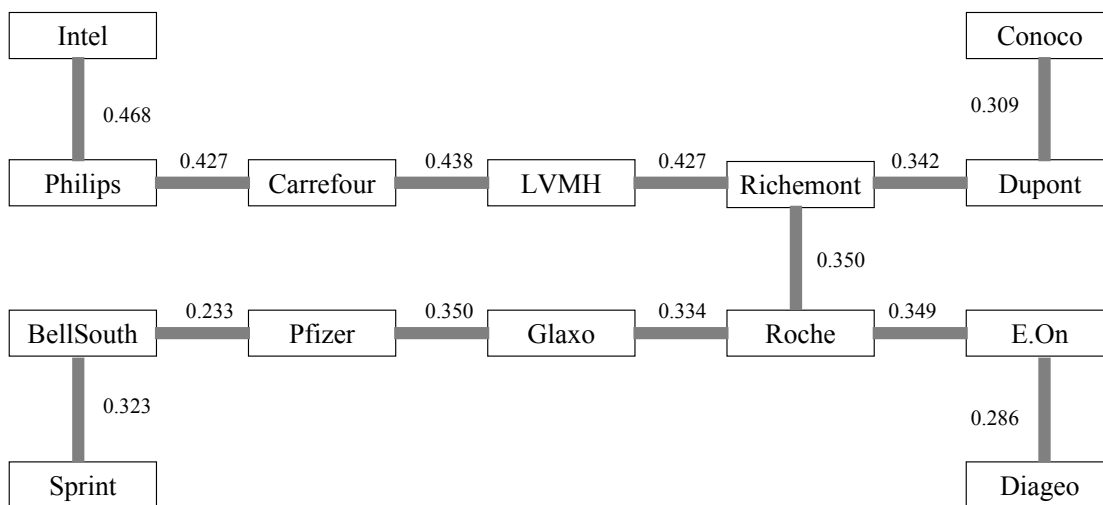 Intel
Conoco
0.468
0.309
0.427
0.438
0.427
0.342
Philips
Carrefour
LVMH
Richemont
Dupont
0.350
0.233
0.350
0.334
0.349
BellSouth
Pfizer
Glaxo
Roche
E.On
0.323
0.286
Sprint
Diageo